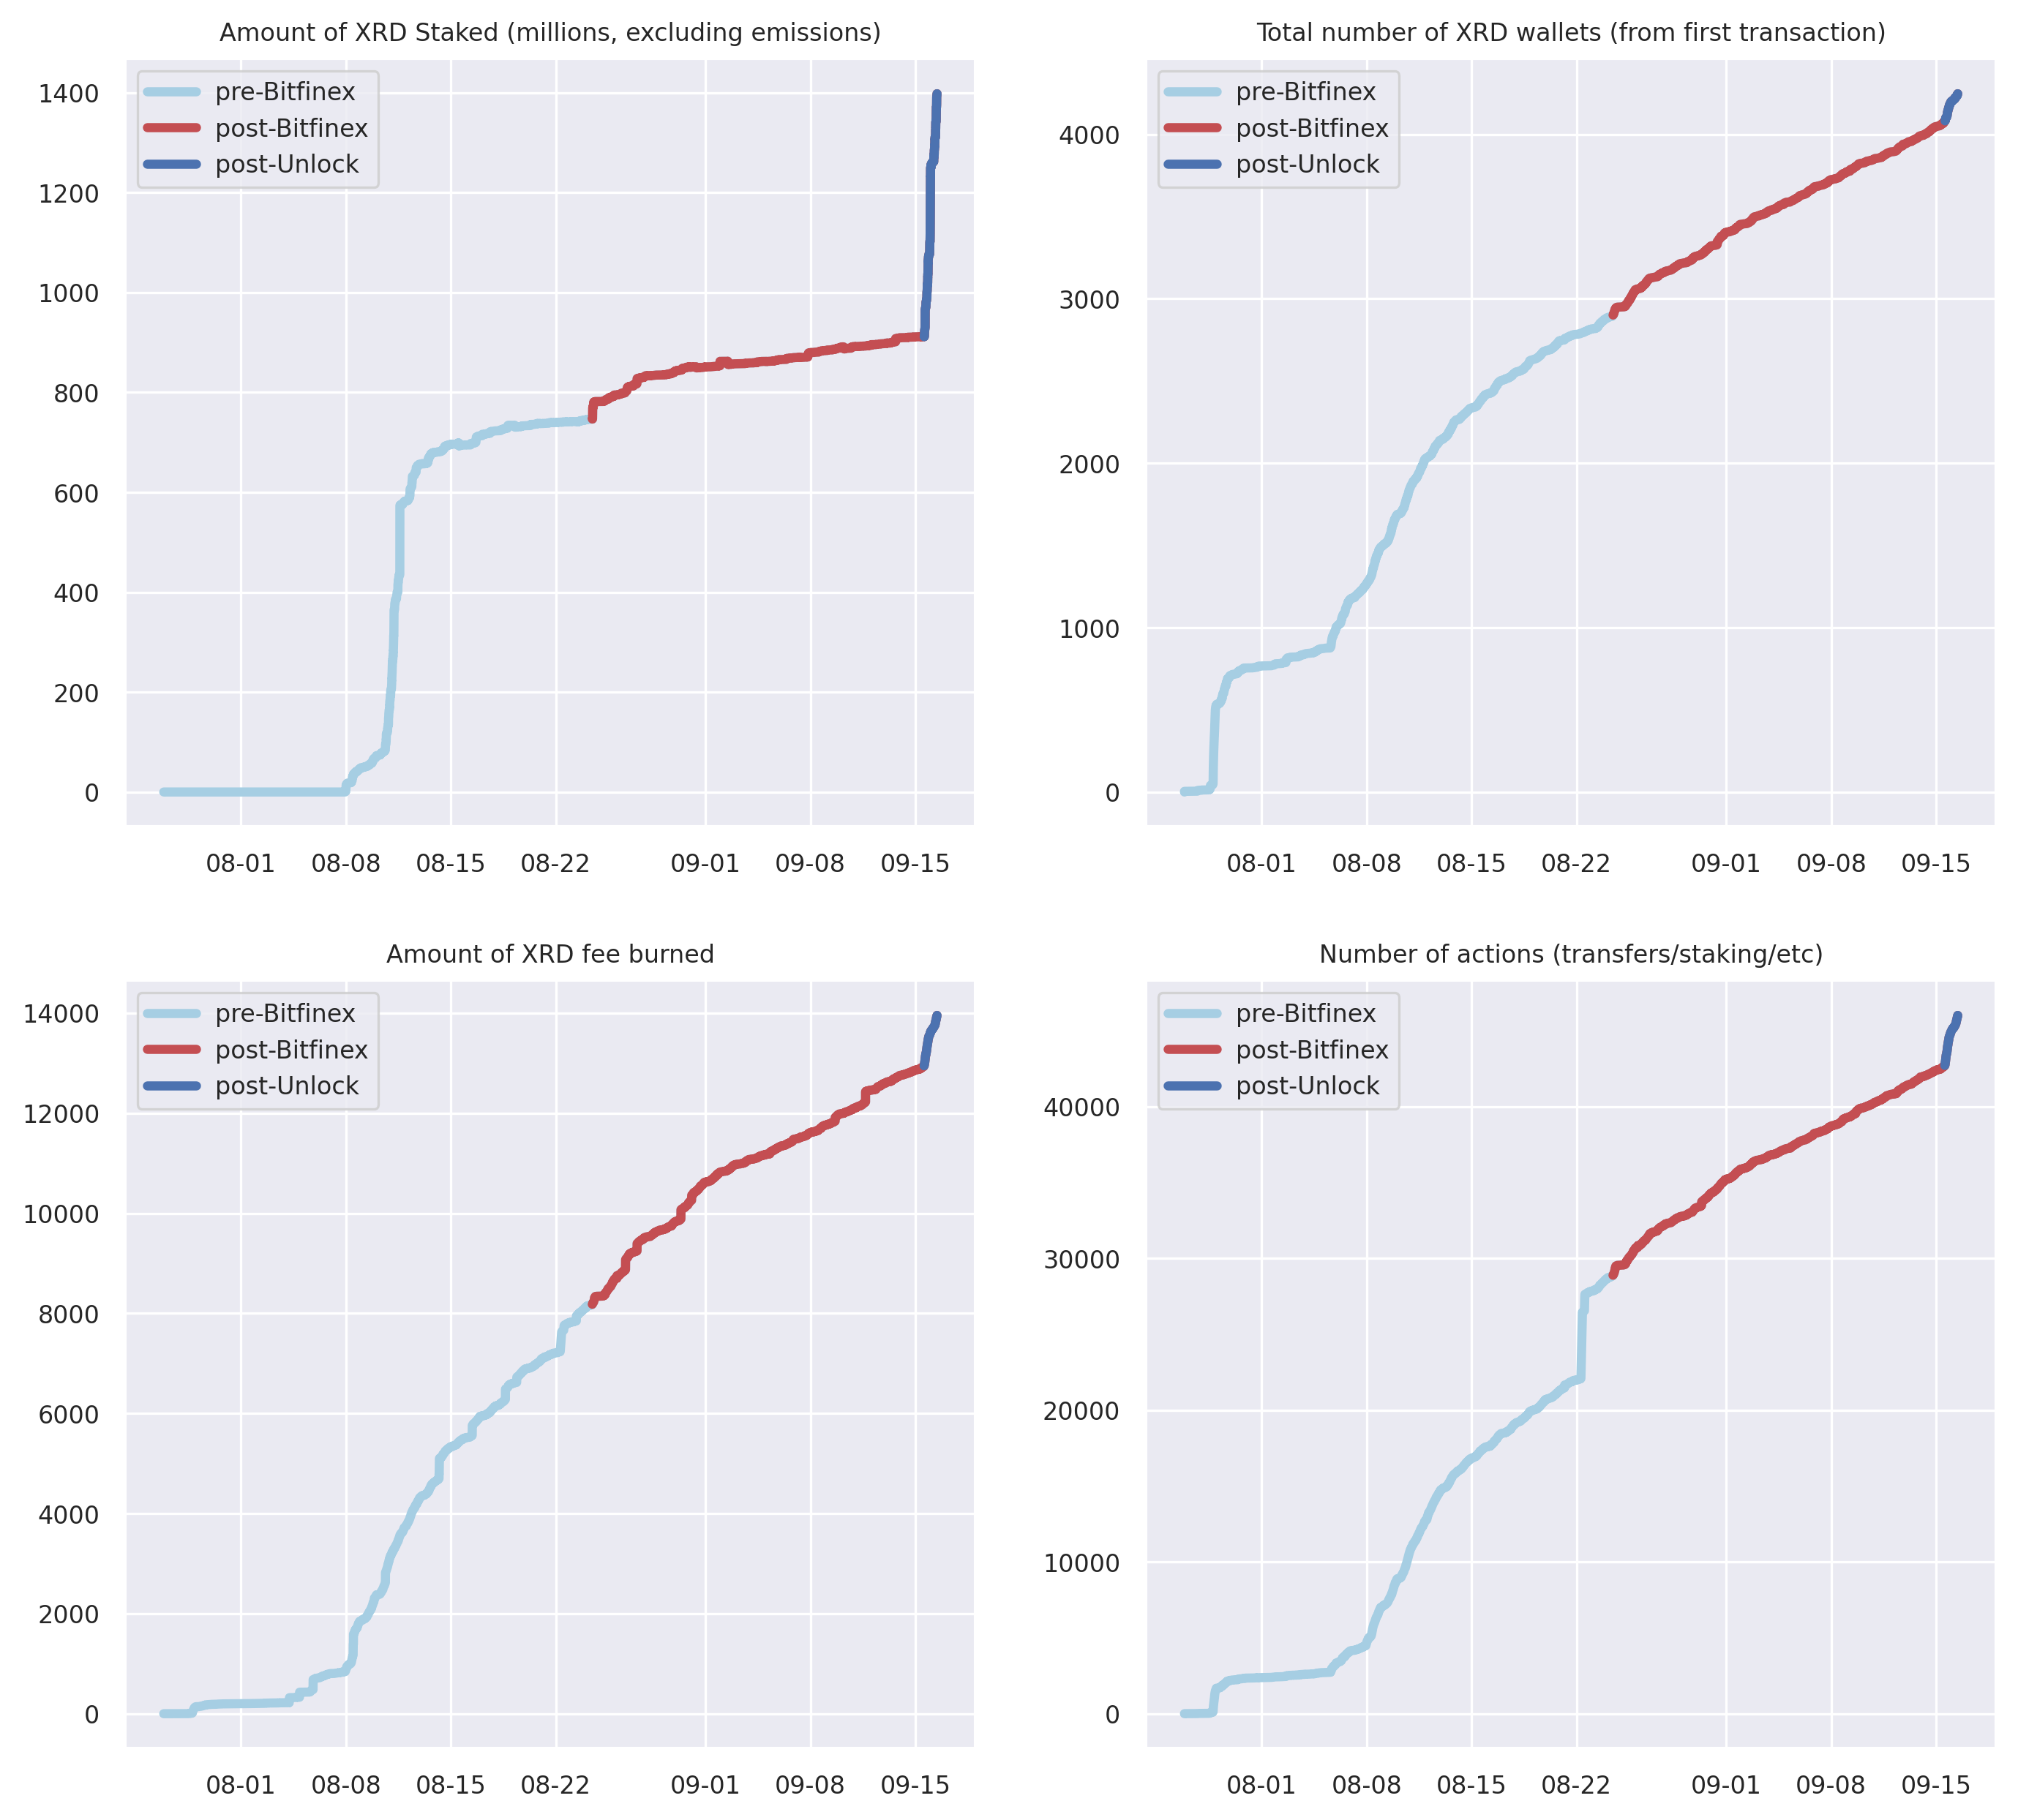 Amount of XRD Staked (millions, excluding emissions)
pre-Bitfinex
post-Bitfinex
post-Unlock
1400
1200
1000
800
600
400
200
0
08-01 08-08 08-15 08-22 09-01 09-08 09-15
Total number of XRD wallets (from first transaction)
pre-Bitfinex
post-Bitfinex
post-Unlock
4000
3000
2000
1000
0
08-01 08-08 08-15 08-22 09-01 09-08 09-15
Amount of XRD fee burned
pre-Bitfinex
post-Bitfinex
post-Unlock
14000
12000
10000
8000
6000
4000
2000
0
08-01 08-08 08-15 08-22 09-01 09-08 09-15
Number of actions (transfers/staking/etc)
pre-Bitfinex
post-Bitfinex
post-Unlock
40000
30000
20000
10000
0
08-01 08-08 08-15 08-22 09-01 09-08 09-15